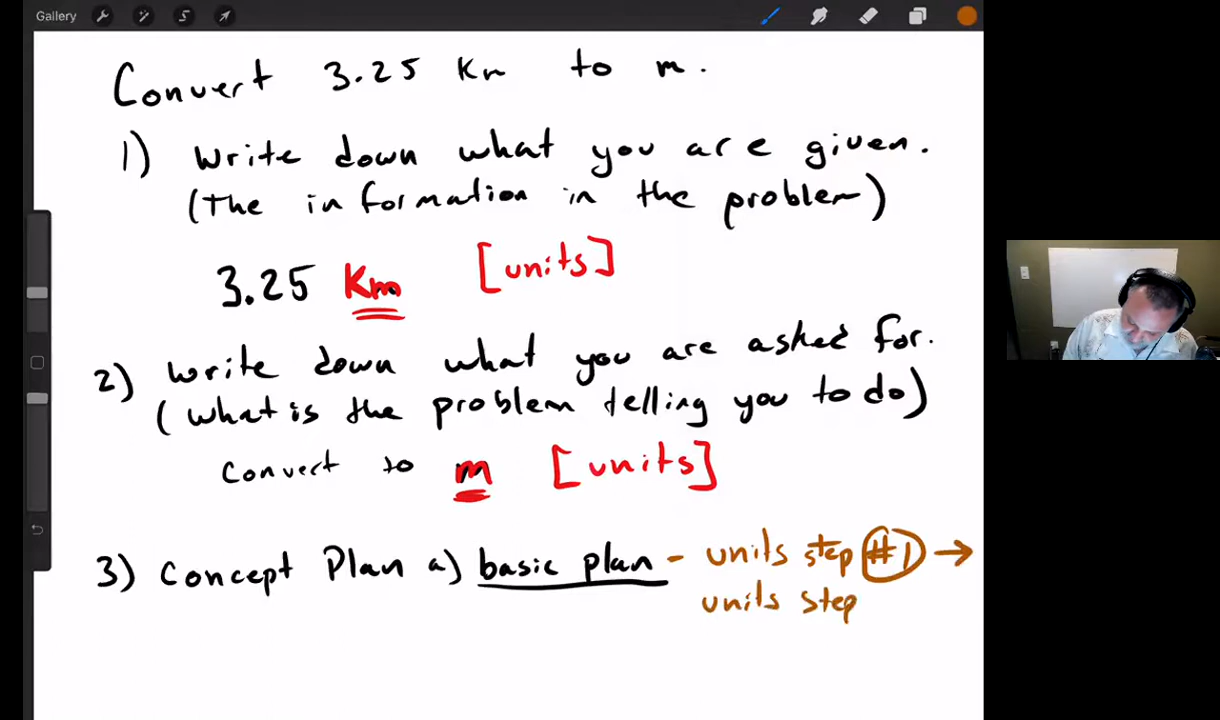 Gallery
Convert 3.25 Km to m.
1) Write down what you are given.
(The information in the problem)
3.25 Km [units]
2) Write down what you are asked for.
(What is the problem telling you to do)
Convert to m [units]
3) Concept Plan a) basic plan - units step #1 →
units step